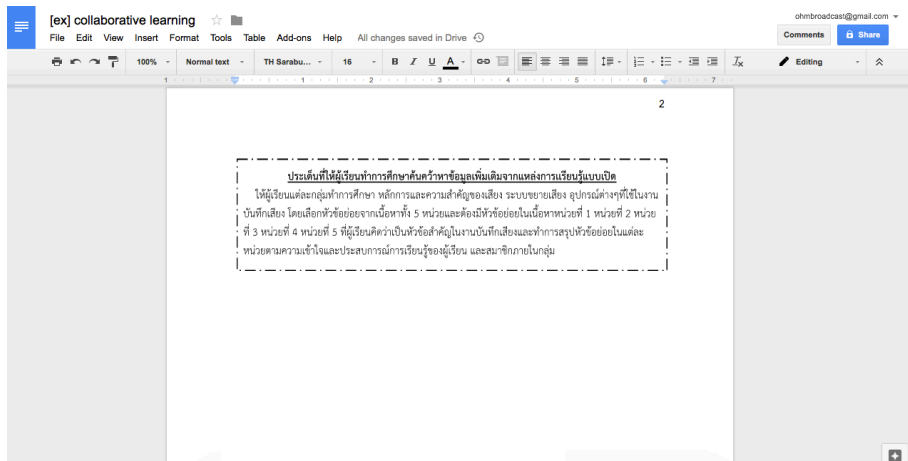 [ex] collaborative learning
ohmbroadcast@gmail.com
File Edit View Insert Format Tools Table Add-ons Help All changes saved in Drive
Comments Share
100% Normal text TH Sarabu... 16 B I U A Editing
1 1 2 3 4 5 6 7
2
ประเด็นที่ให้ผู้เรียนทำการศึกษาค้นคว้าหาข้อมูลเพิ่มเติมจากแหล่งการเรียนรู้แบบเปิด
ให้ผู้เรียนแต่ละกลุ่มทำการศึกษา หลักการและความสำคัญของเสียง ระบบขยายเสียง อุปกรณ์ต่างๆที่ใช้ในงาน
บันทึกเสียง โดยเลือกหัวข้อย่อยจากเนื้อหาทั้ง 5 หน่วยและต้องมีหัวข้อย่อยในเนื้อหาหน่วยที่ 1 หน่วยที่ 2 หน่วย
ที่ 3 หน่วยที่ 4 หน่วยที่ 5 ที่ผู้เรียนคิดว่าเป็นหัวข้อสำคัญในงานบันทึกเสียงและทำการสรุปหัวข้อย่อยในแต่ละ
หน่วยตามความเข้าใจและประสบการณ์การเรียนรู้ของผู้เรียน และสมาชิกภายในกลุ่ม